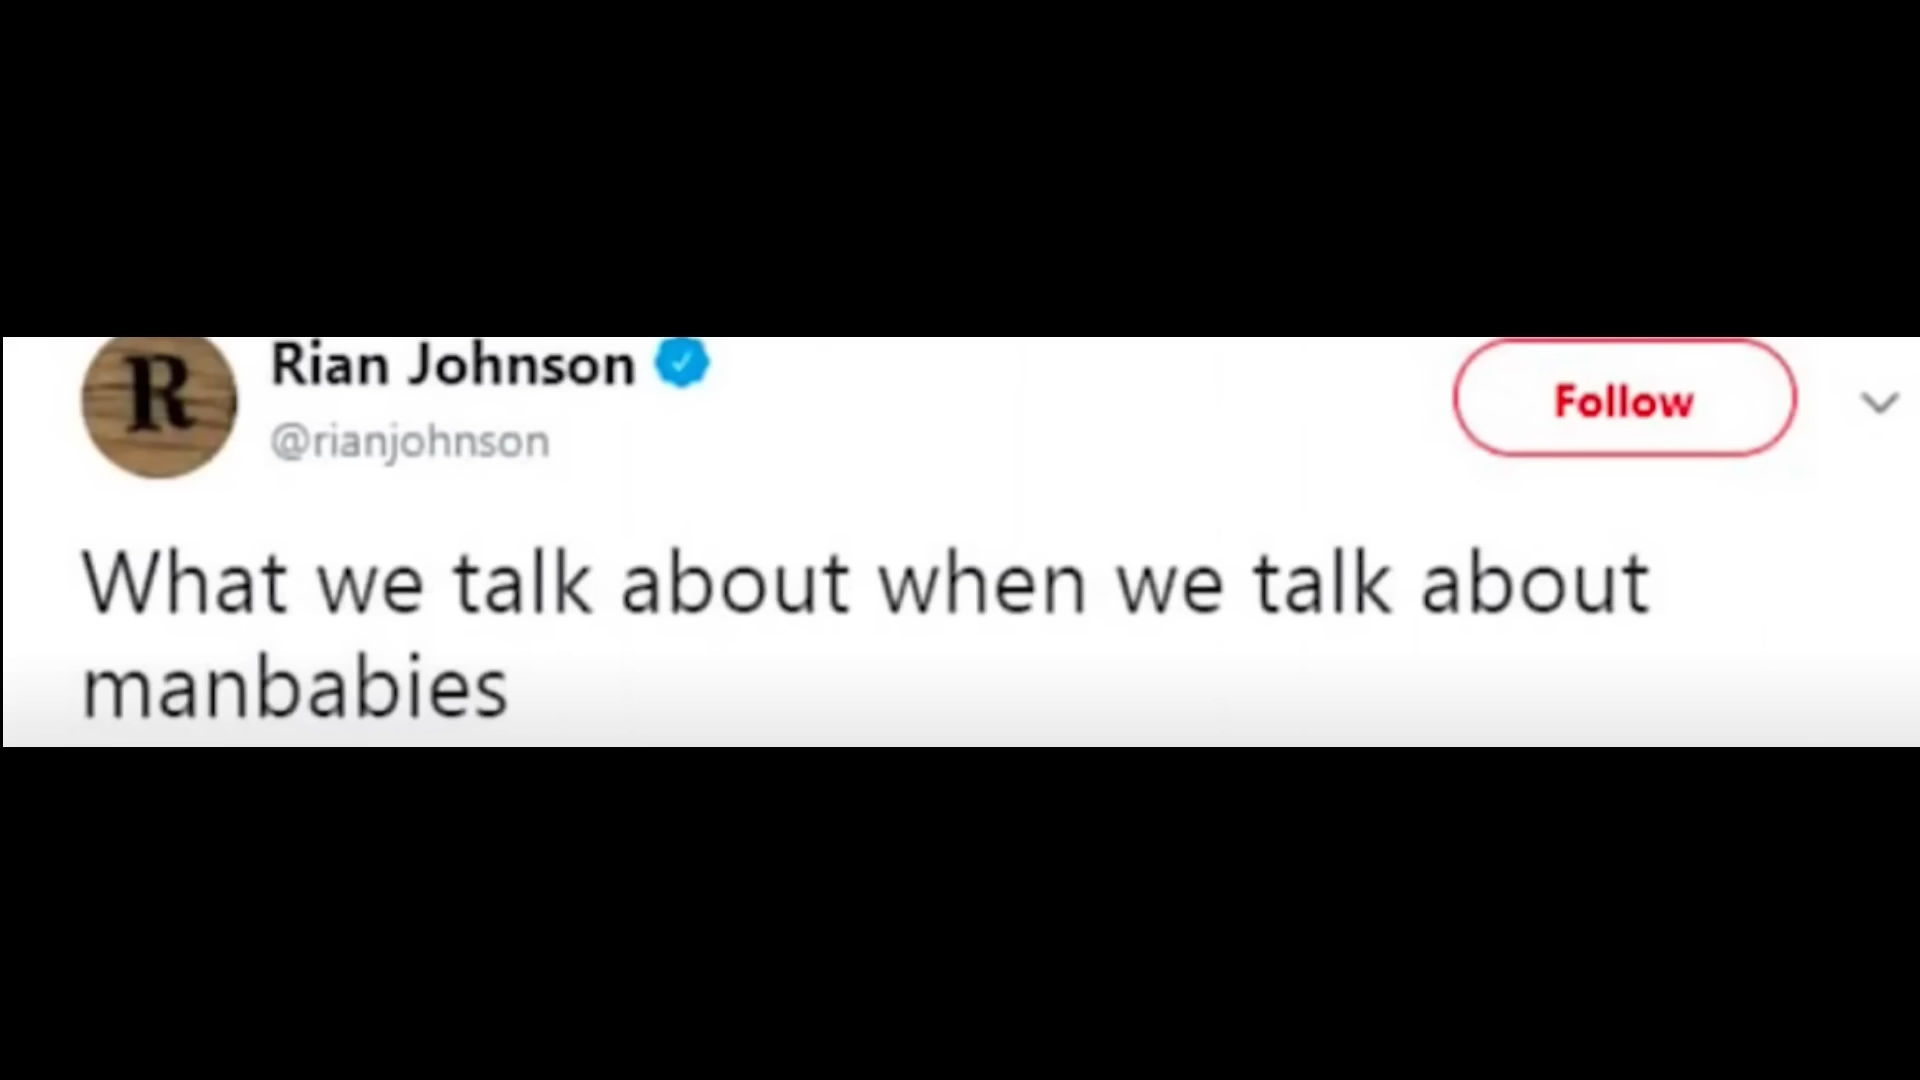 R
Rian Johnson
@rianjohnson
Follow
What we talk about when we talk about
manbabies